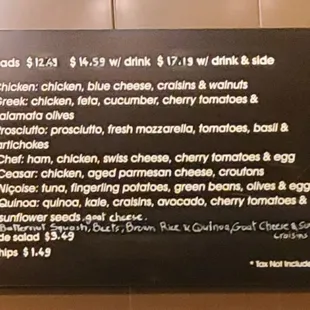 ads $12.49 $14.59 w/ drink $17.19 w/ drink & side
Chicken: chicken, blue cheese, craisins & walnuts
Greek: chicken, feta, cucumber, cherry tomatoes &
alamata olives
Prosciutto: prosciutto, fresh mozzarella, tomatoes, basil &
artichokes
Chef: ham, chicken, swiss cheese, cherry tomatoes & egg
Ceasar: chicken, aged parmesan cheese, croutons
Niçoise: tuna, fingerling potatoes, green beans, olives & egg
Quinoa: quinoa, kale, craisins, avocado, cherry tomatoes &
sunflower seeds. goat cheese.
Butternut Squash, Beets, Brown Rice & Quinoa, Goat Cheese &
craisins
de salad $3.49
hips $1.49
* Tax Not Include